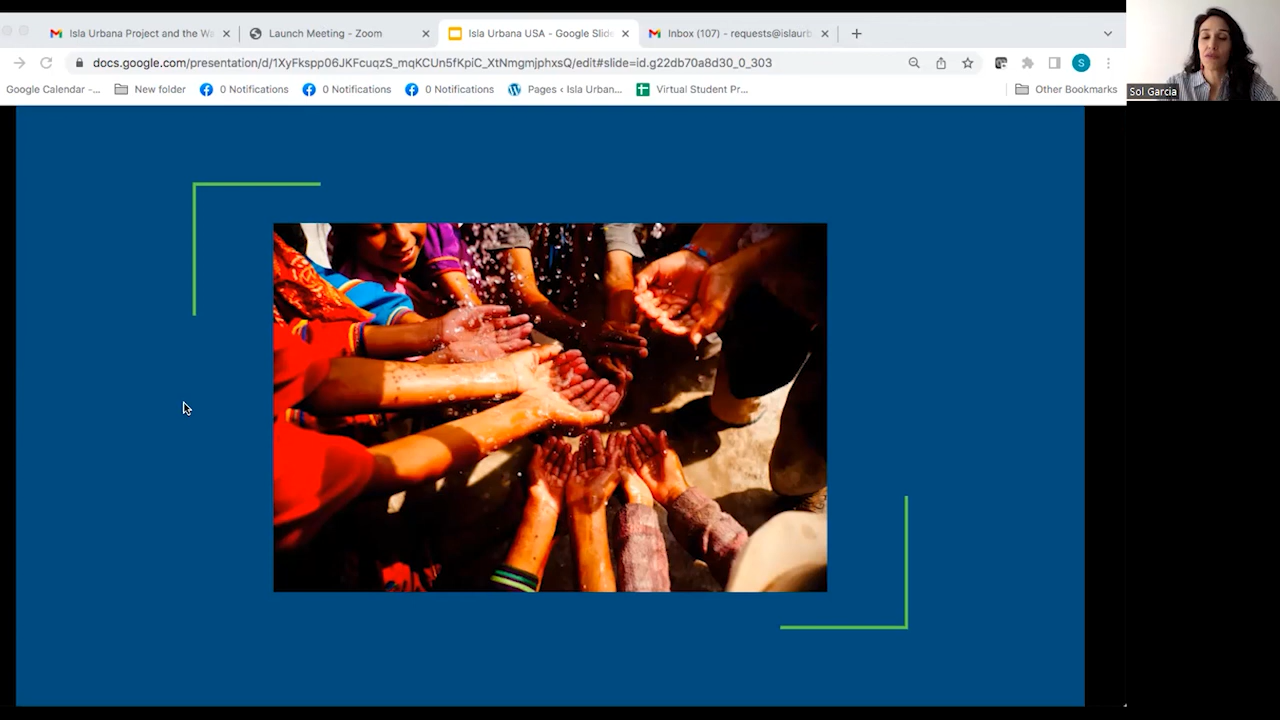 Isla Urbana Project and the Wa
Launch Meeting - Zoom
Isla Urbana USA - Google Slide
Inbox (107) - requests@islaurb
docs.google.com/presentation/d/
/edit#slide=id.g22db70a8d30_0_303
S
Google Calendar -...
New folder
0 Notifications
0 Notifications
0 Notifications
Pages ‹ Isla Urban...
Virtual Student Pr...
Other Bookmarks
Sol Garcia